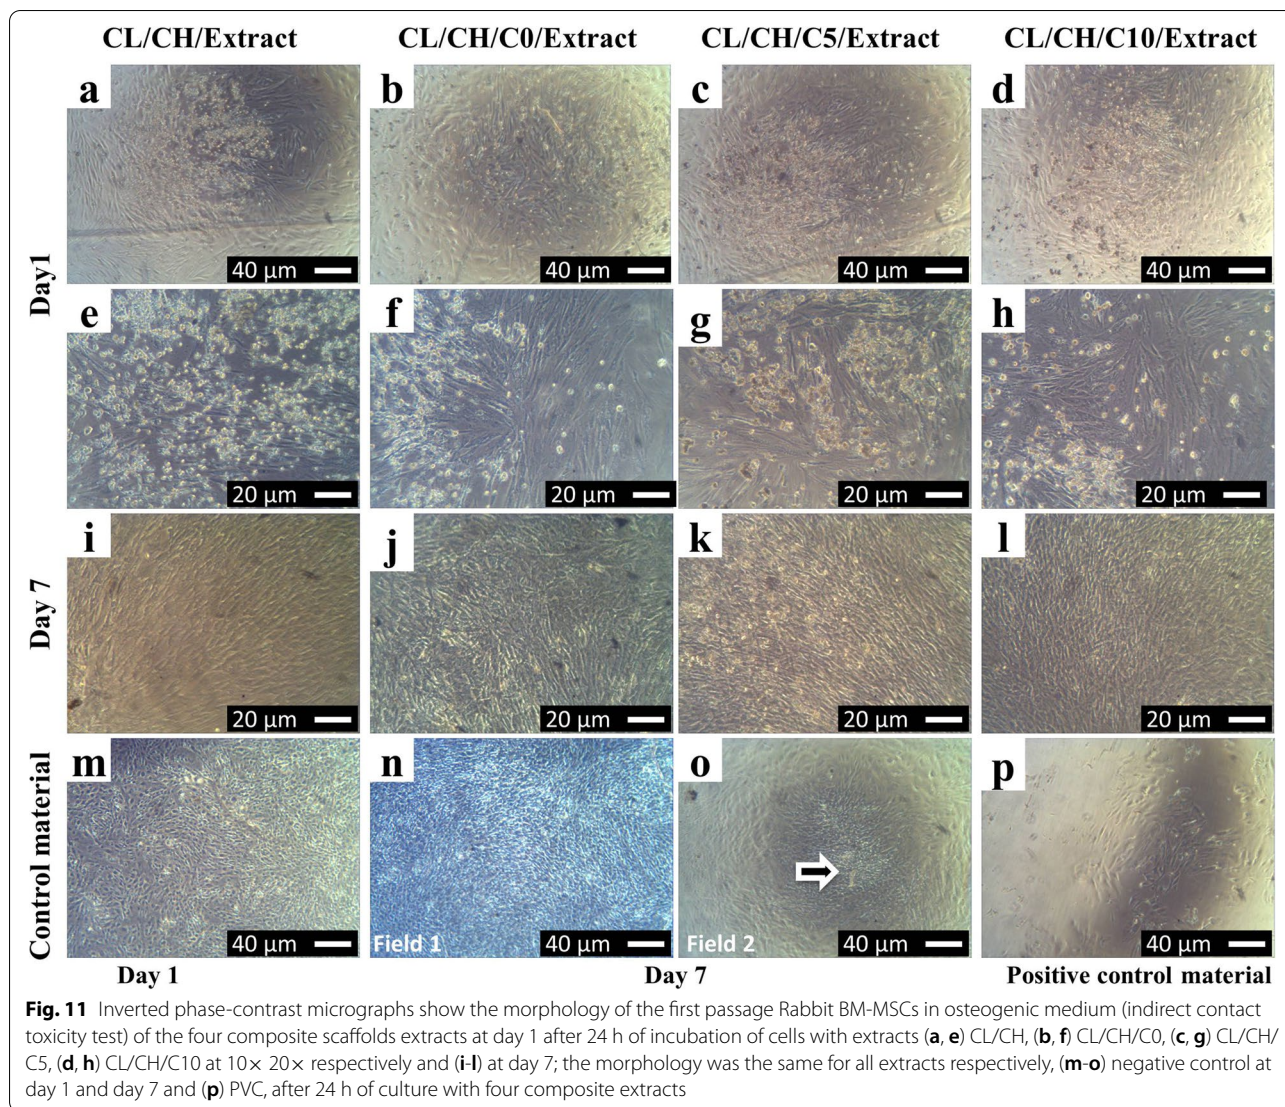 CL/CH/Extract CL/CH/C0/Extract CL/CH/C5/Extract CL/CH/C10/Extract
Day1
a b c d
40 µm 40 µm 40 µm 40 µm
e f g h
20 µm 20 µm 20 µm 20 µm
Day 7
i j k l
20 µm 20 µm 20 µm 20 µm
Control material
m n o p
Field 1 Field 2
40 µm 40 µm 40 µm 40 µm
Day 1 Day 7 Positive control material
Fig. 11 Inverted phase-contrast micrographs show the morphology of the first passage Rabbit BM-MSCs in osteogenic medium (indirect contact
toxicity test) of the four composite scaffolds extracts at day 1 after 24 h of incubation of cells with extracts (a, e) CL/CH, (b, f) CL/CH/C0, (c, g) CL/CH/
C5, (d, h) CL/CH/C10 at 10× 20× respectively and (i-l) at day 7; the morphology was the same for all extracts respectively, (m-o) negative control at
day 1 and day 7 and (p) PVC, after 24 h of culture with four composite extracts